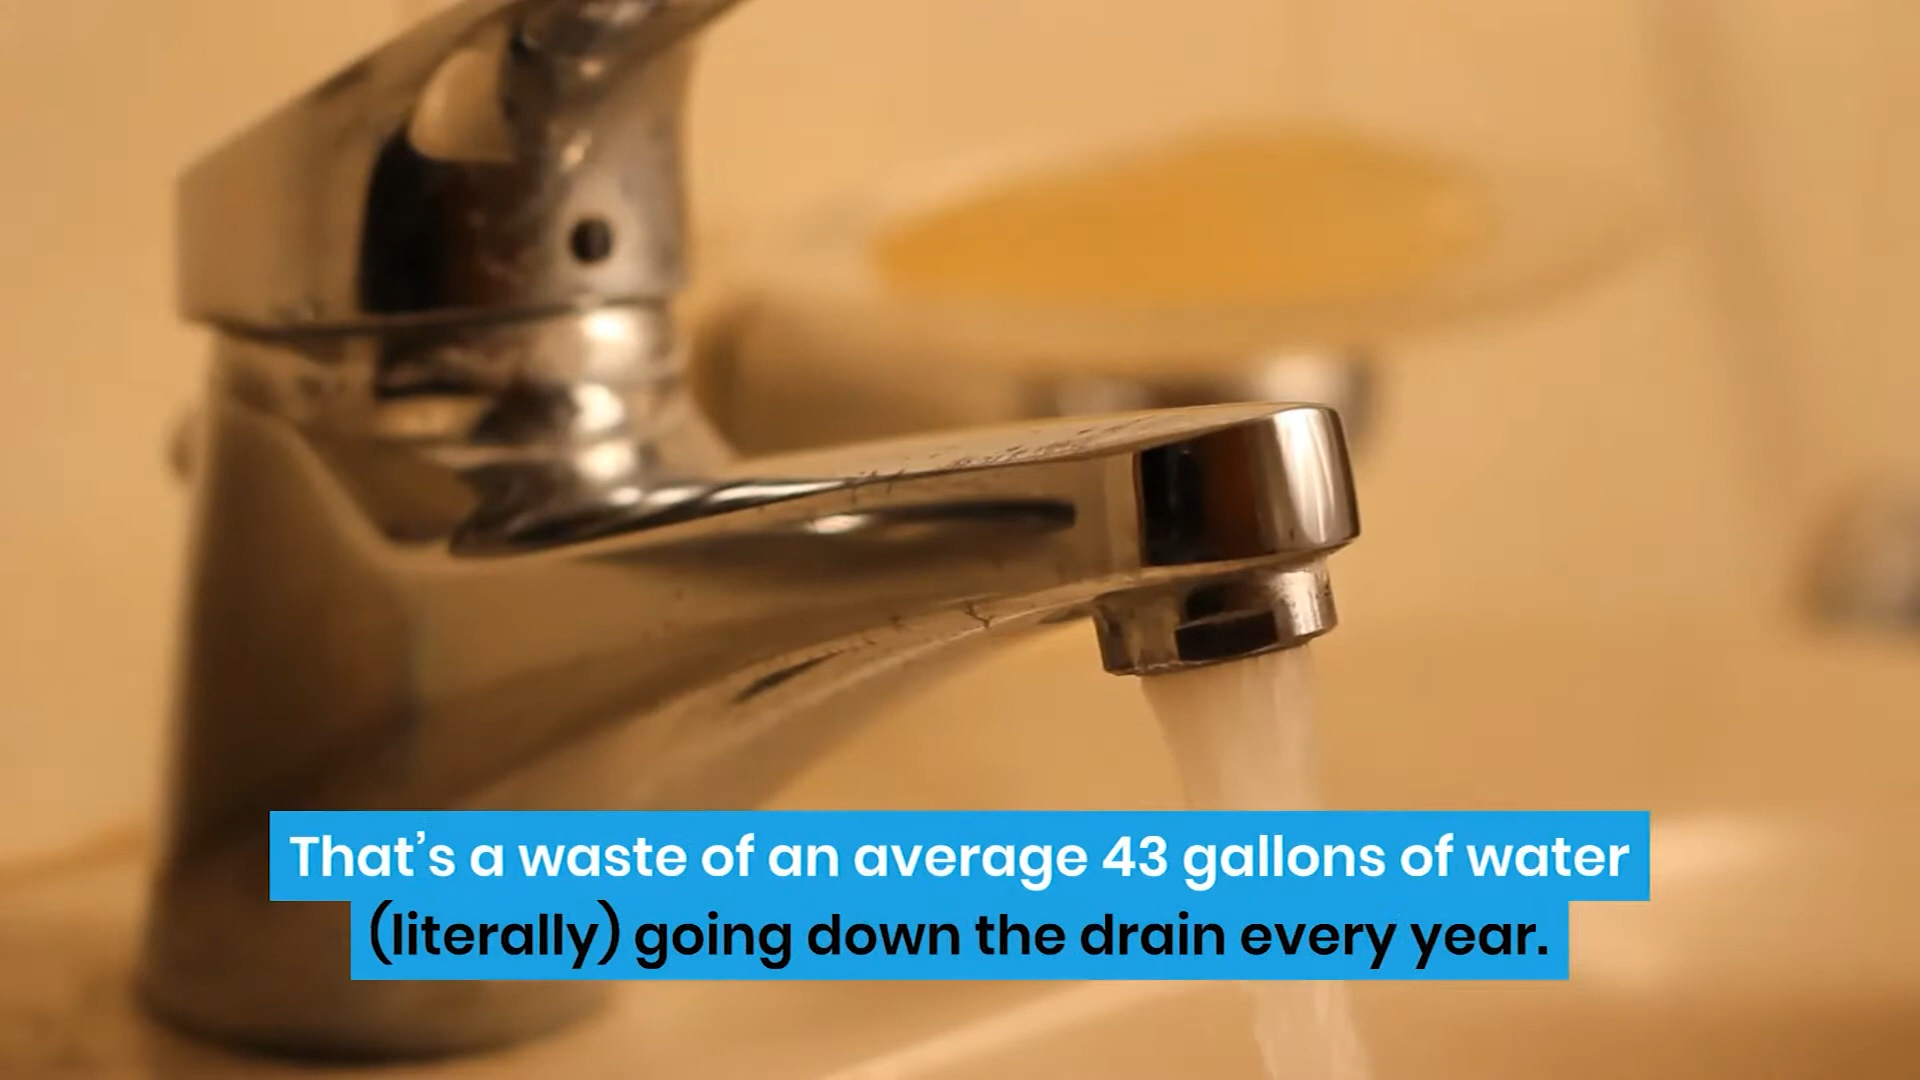 That’s a waste of an average 43 gallons of water
(literally) going down the drain every year.